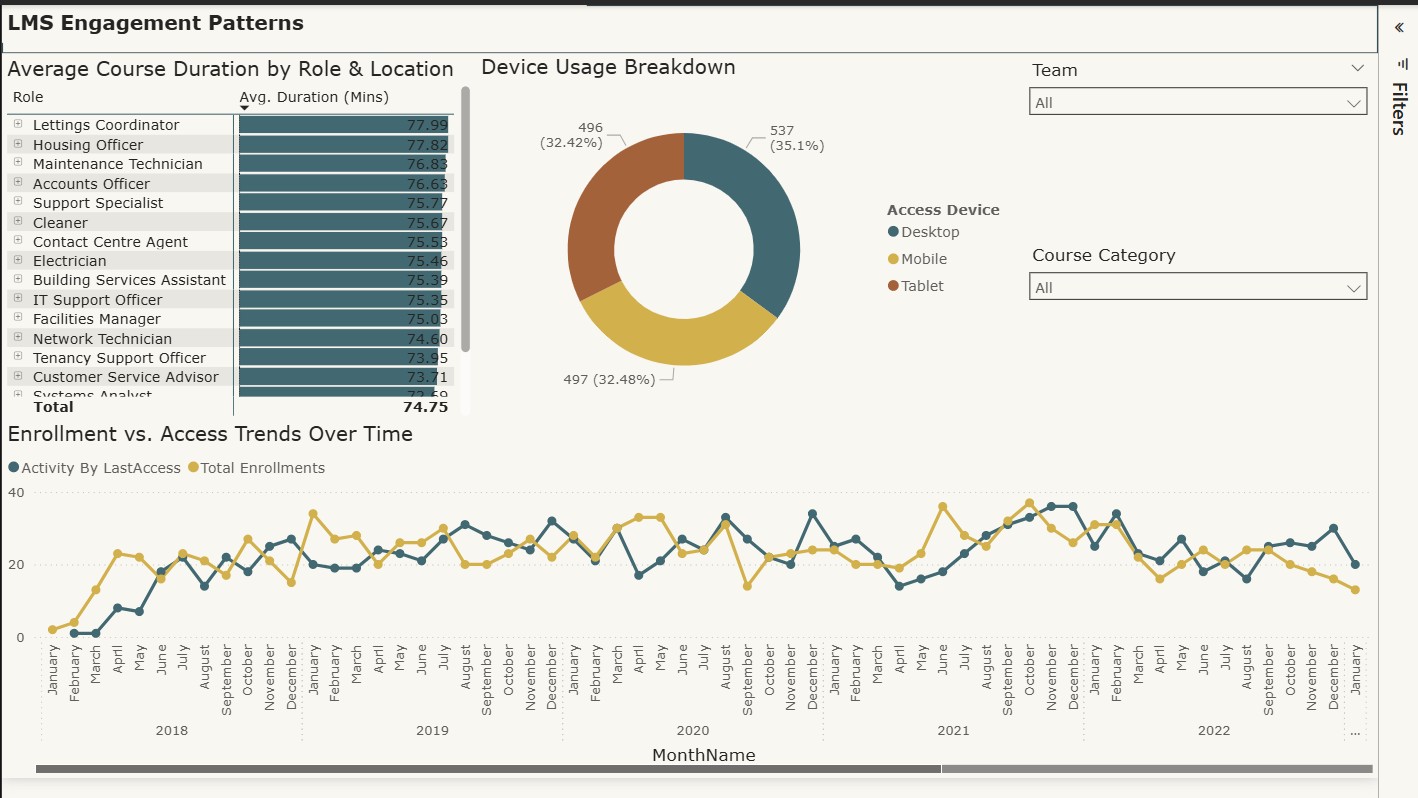 LMS Engagement Patterns
Average Course Duration by Role & Location
Role Avg. Duration (Mins)
Lettings Coordinator 77.99
Housing Officer 77.82
Maintenance Technician 76.83
Accounts Officer 76.63
Support Specialist 75.77
Cleaner 75.67
Contact Centre Agent 75.53
Electrician 75.46
Building Services Assistant 75.39
IT Support Officer 75.35
Facilities Manager 75.03
Network Technician 74.60
Tenancy Support Officer 73.95
Customer Service Advisor 73.71
Systems Analyst 72.69
Total 74.75
Device Usage Breakdown
496
(32.42%)
537
(35.1%)
497 (32.48%)
Access Device
Desktop
Mobile
Tablet
Team
All
Course Category
All
Filters
Enrollment vs. Access Trends Over Time
Activity By LastAccess Total Enrollments
40
20
0
January February March April May June July August September October November December January February March April May June July August September October November December January February March April May June July August September October November December January February March April May June July August September October November December January February March April May June July August September October November December January
2018 2019 2020 2021 2022 ...
MonthName